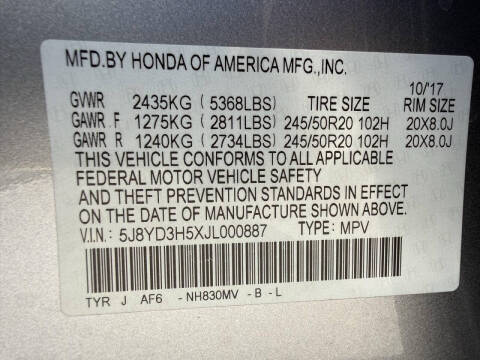 MFD.BY HONDA OF AMERICA MFG.,INC.
10/'17
GVWR 2435KG ( 5368LBS) TIRE SIZE RIM SIZE
GAWR F 1275KG ( 2811LBS) 245/50R20 102H 20X8.0J
GAWR R 1240KG ( 2734LBS) 245/50R20 102H 20X8.0J
THIS VEHICLE CONFORMS TO ALL APPLICABLE
FEDERAL MOTOR VEHICLE SAFETY
AND THEFT PREVENTION STANDARDS IN EFFECT
ON THE DATE OF MANUFACTURE SHOWN ABOVE.
V.I.N.: 5J8YD3H5XJL000887 TYPE: MPV
TYR J AF6 -NH830MV -B -L